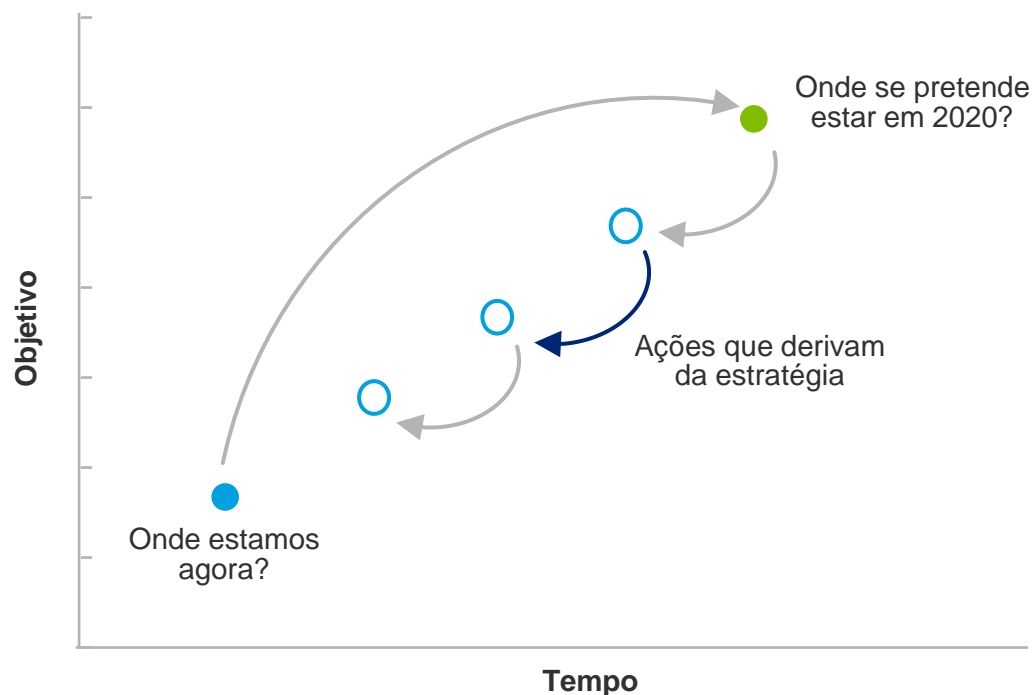 Onde se pretende
estar em 2020?
Objetivo
Ações que derivam
da estratégia
Onde estamos
agora?
Tempo